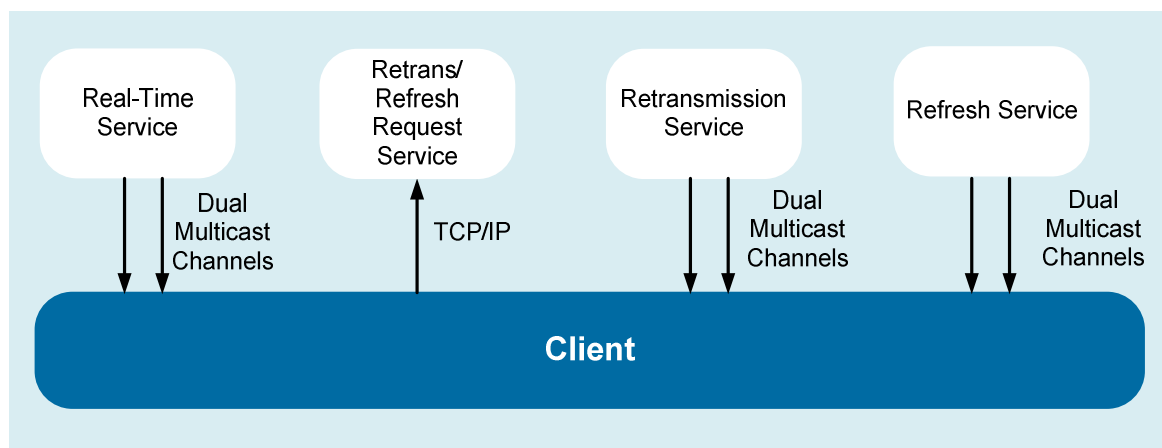 Real-Time
Service
Retrans/
Refresh
Request
Service
Retransmission
Service
Refresh Service
Dual
Multicast
Channels
TCP/IP
Dual
Multicast
Channels
Dual
Multicast
Channels
Client